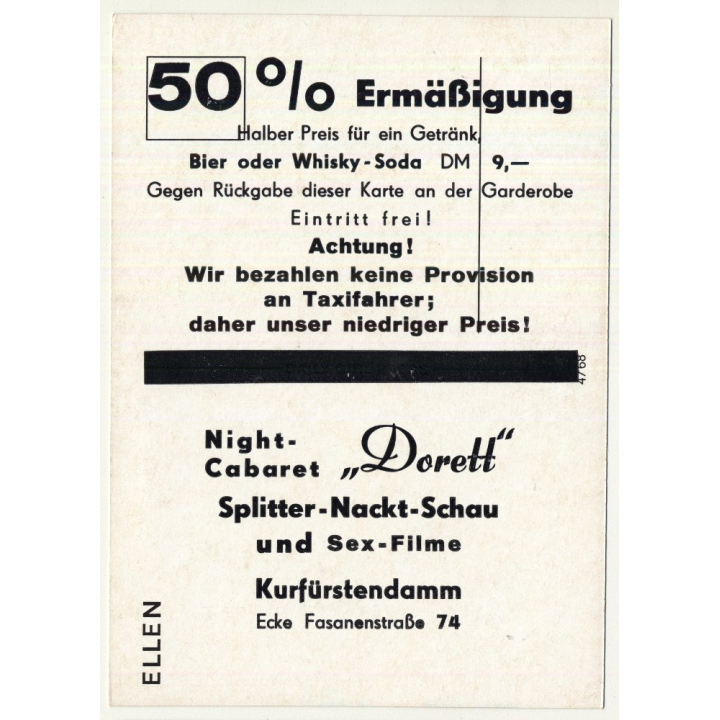 50% Ermäßigung
Halber Preis für ein Getränk,
Bier oder Whisky-Soda DM 9,—
Gegen Rückgabe dieser Karte an der Garderobe
Eintritt frei!
Achtung!
Wir bezahlen keine Provision
an Taxifahrer;
daher unser niedriger Preis!
4/68
Night-
Cabaret „Dorett“
Splitter-Nackt-Schau
und Sex-Filme
Kurfürstendamm
Ecke Fasanenstraße 74
ELLEN